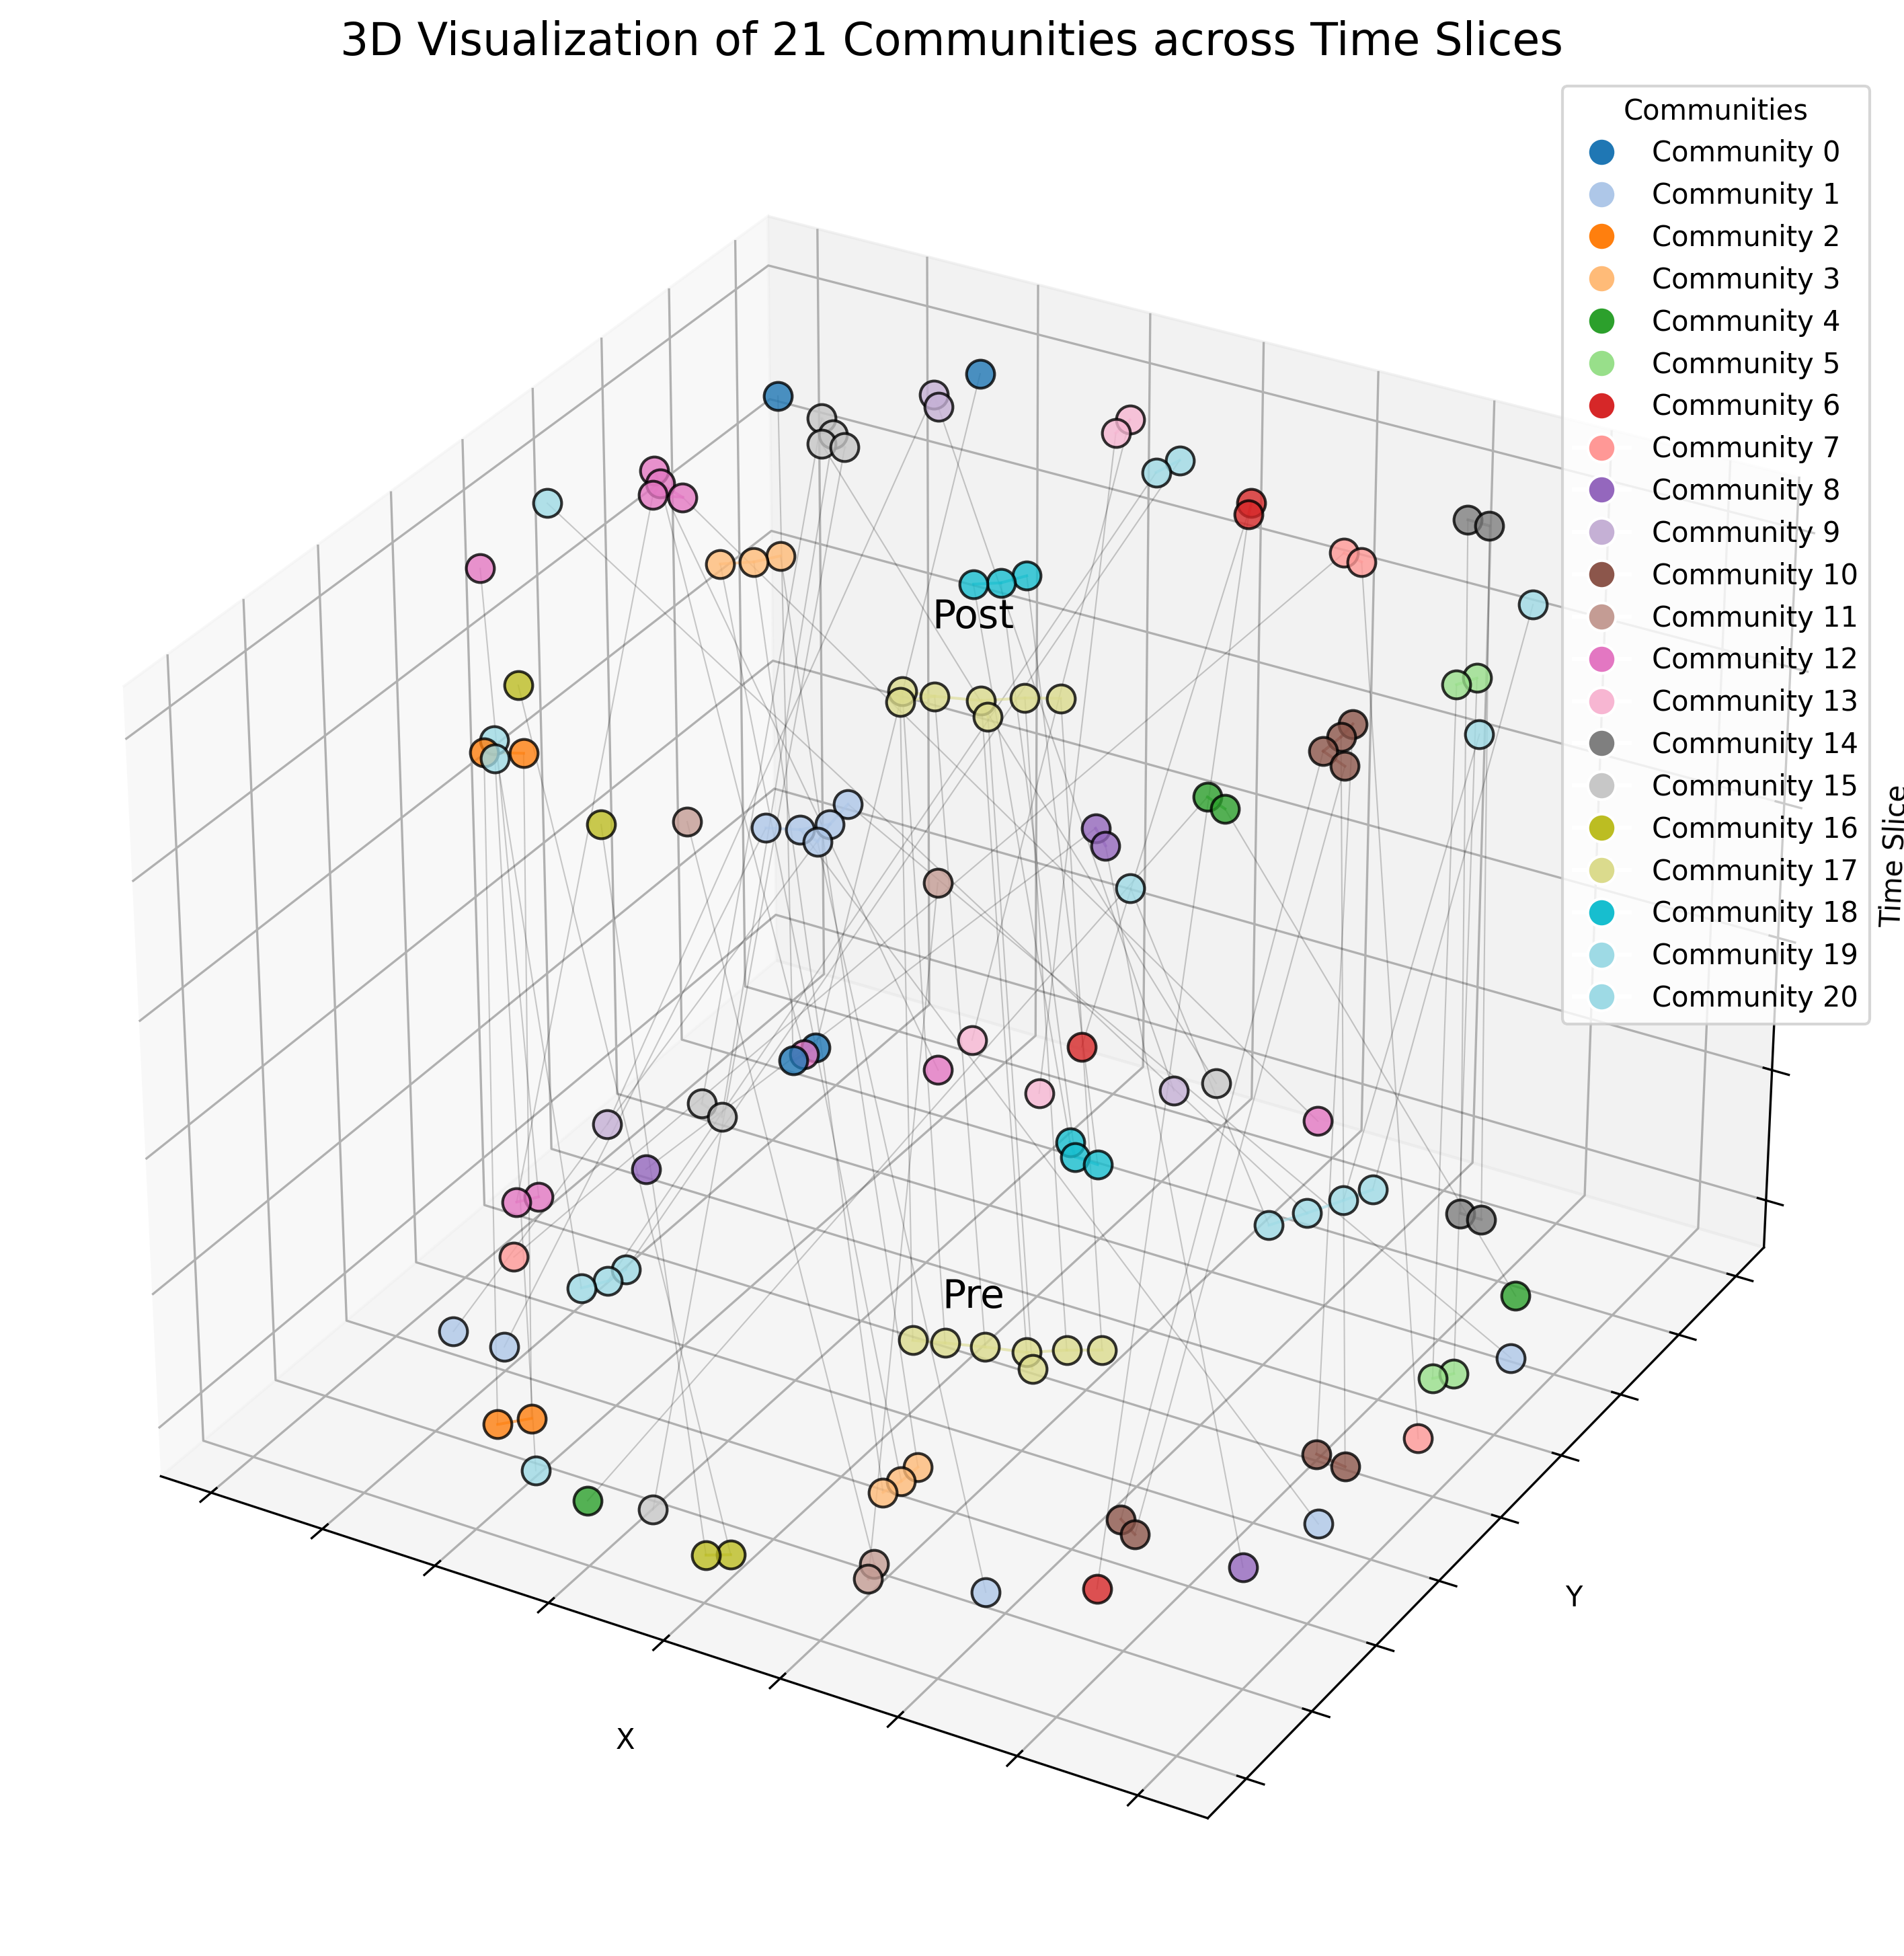 3D Visualization of 21 Communities across Time Slices
Communities
Community 0
Community 1
Community 2
Community 3
Community 4
Community 5
Community 6
Community 7
Community 8
Community 9
Community 10
Community 11
Community 12
Community 13
Community 14
Community 15
Community 16
Community 17
Community 18
Community 19
Community 20
Post
Time Slice
Pre
Y
X